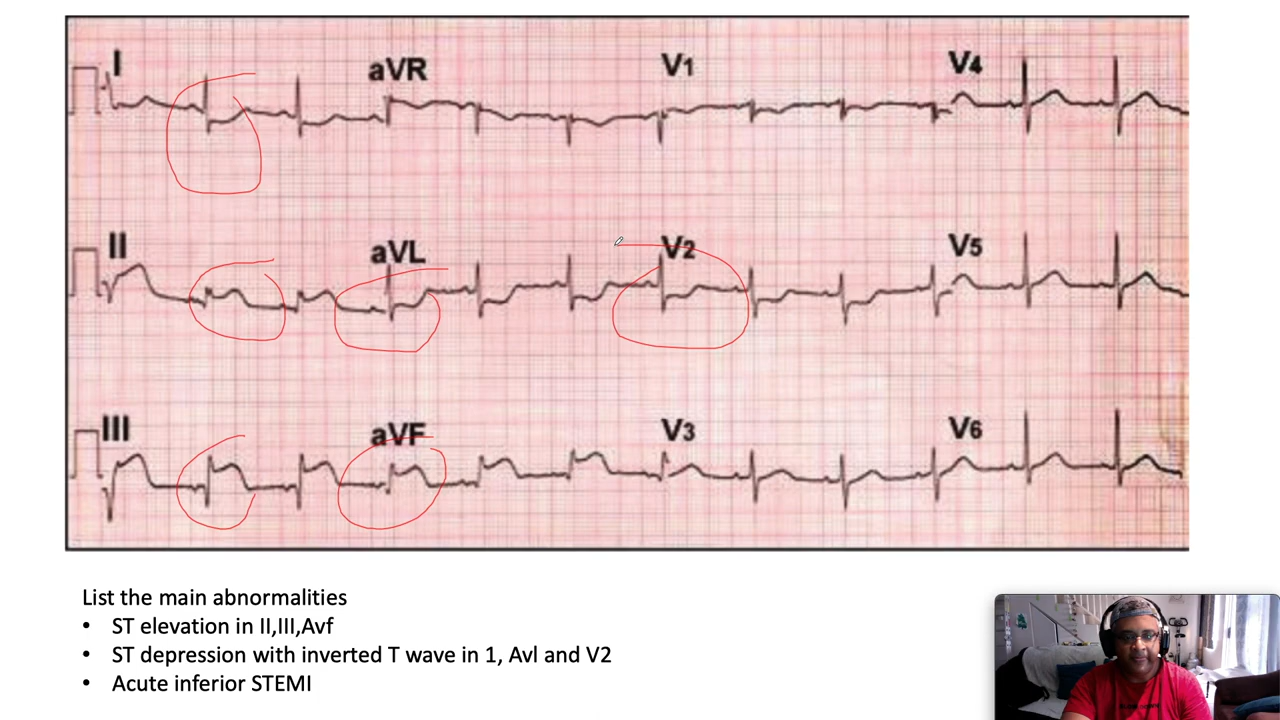 I aVR V1 V4
II aVL V2 V5
III aVF V3 V6
List the main abnormalities
• ST elevation in II,III,Avf
• ST depression with inverted T wave in 1, Avl and V2
• Acute inferior STEMI